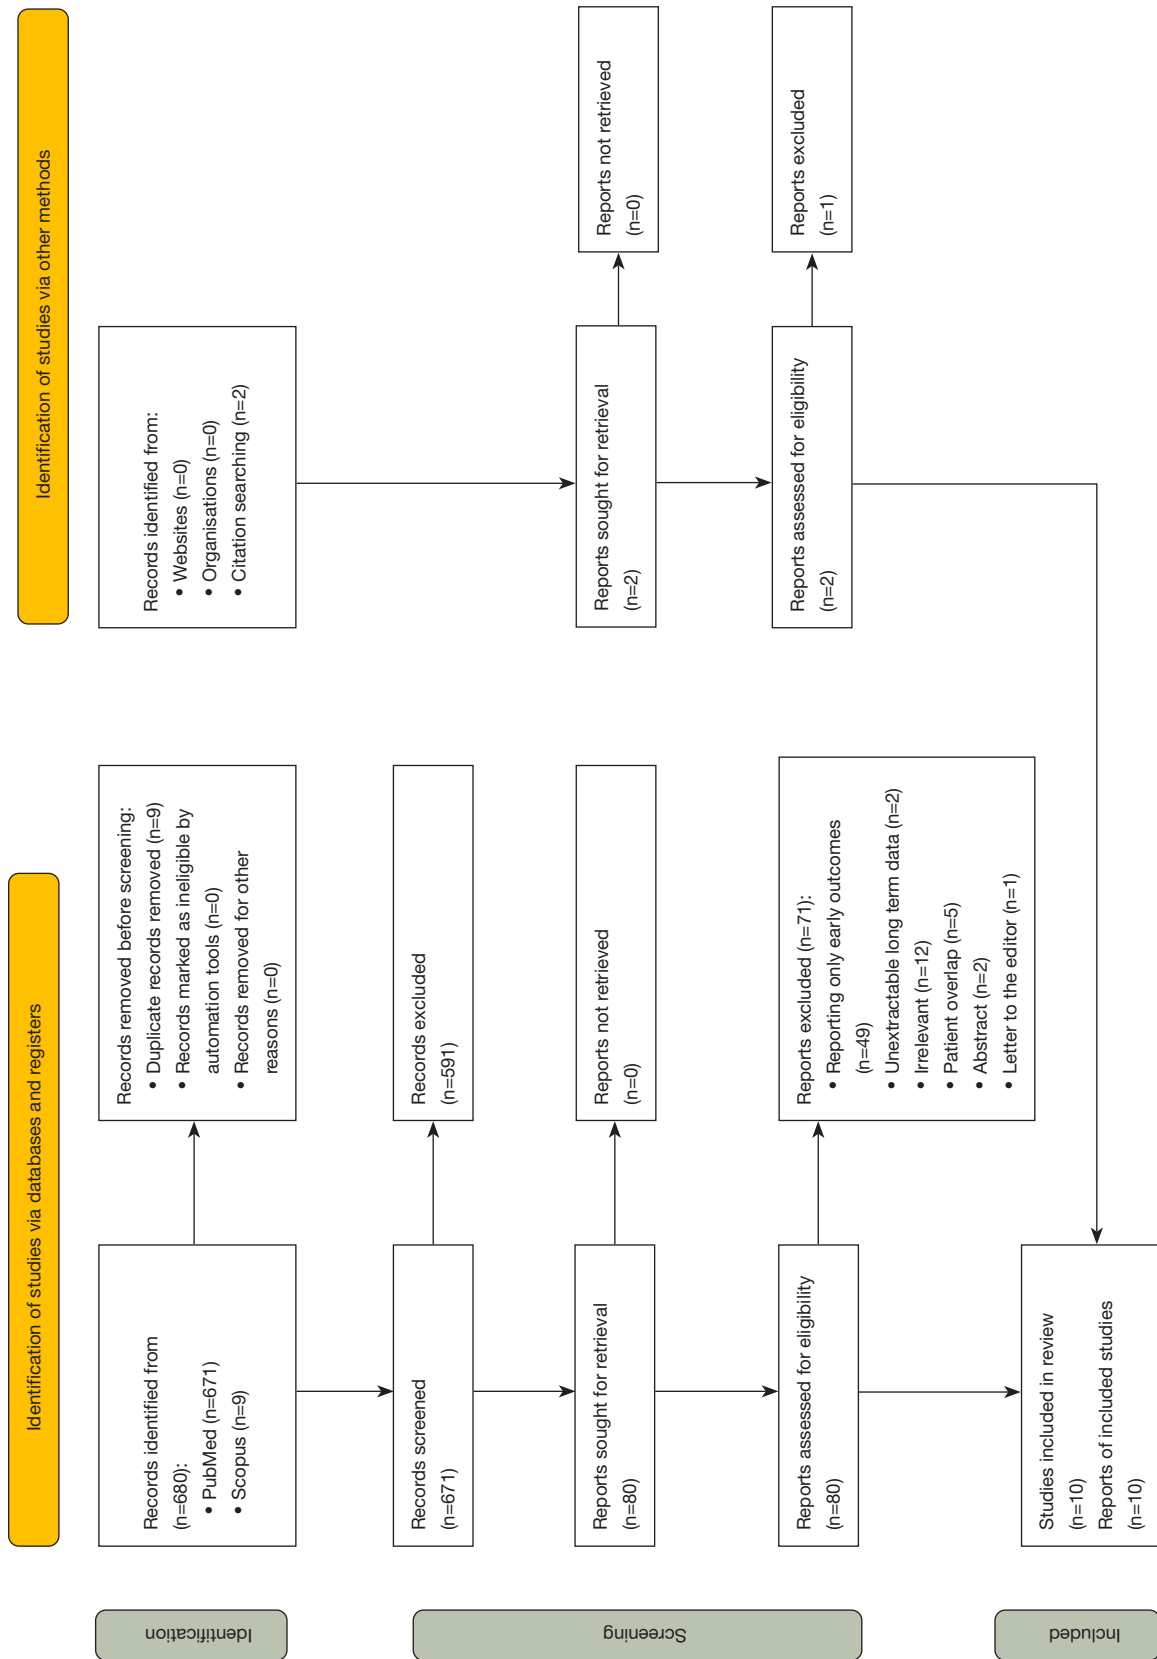 Identification of studies via databases and registers
Identification of studies via other methods
Identification
Records identified from
(n=680):
• PubMed (n=671)
• Scopus (n=9)
Records removed before screening:
• Duplicate records removed (n=9)
• Records marked as ineligible by
automation tools (n=0)
• Records removed for other
reasons (n=0)
Records identified from:
• Websites (n=0)
• Organisations (n=0)
• Citation searching (n=2)
Screening
Records screened
(n=671)
Records excluded
(n=591)
Reports sought for retrieval
(n=80)
Reports not retrieved
(n=0)
Reports sought for retrieval
(n=2)
Reports not retrieved
(n=0)
Reports assessed for eligibility
(n=80)
Reports excluded (n=71):
• Reporting only early outcomes
(n=49)
• Unextractable long term data (n=2)
• Irrelevant (n=12)
• Patient overlap (n=5)
• Abstract (n=2)
• Letter to the editor (n=1)
Reports assessed for eligibility
(n=2)
Reports excluded
(n=1)
Included
Studies included in review
(n=10)
Reports of included studies
(n=10)